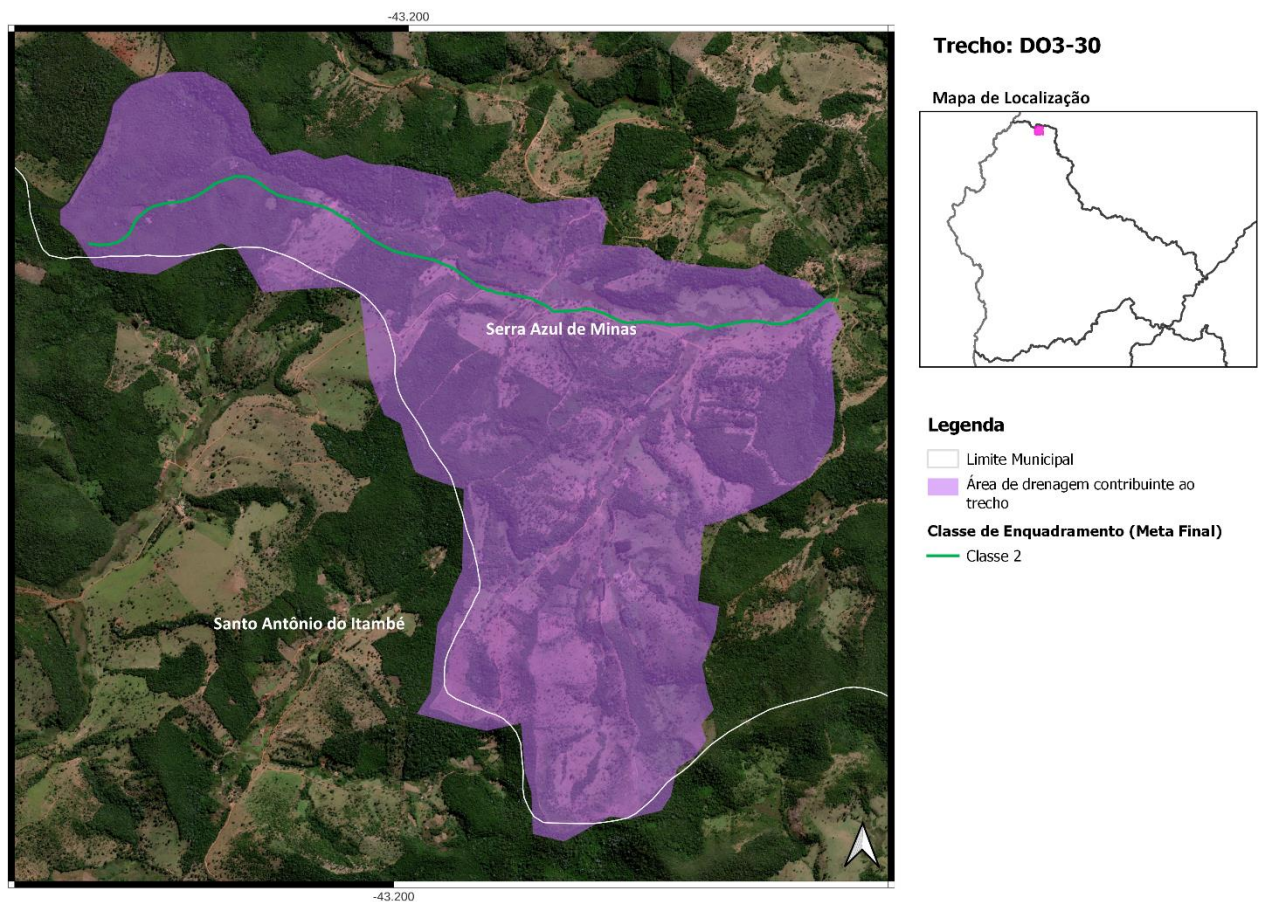 -43.200
Trecho: DO3-30
Mapa de Localização
Serra Azul de Minas
Legenda
Limite Municipal
Área de drenagem contribuinte ao
trecho
Classe de Enquadramento (Meta Final)
Classe 2
Santo Antônio do Itambé
-43.200